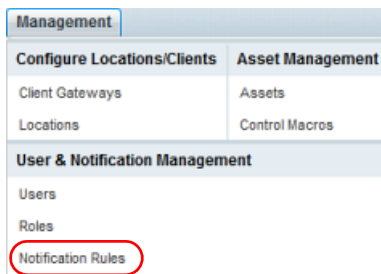 Management
Configure Locations/Clients Asset Management
Client Gateways Assets
Locations Control Macros
User & Notification Management
Users
Roles
Notification Rules